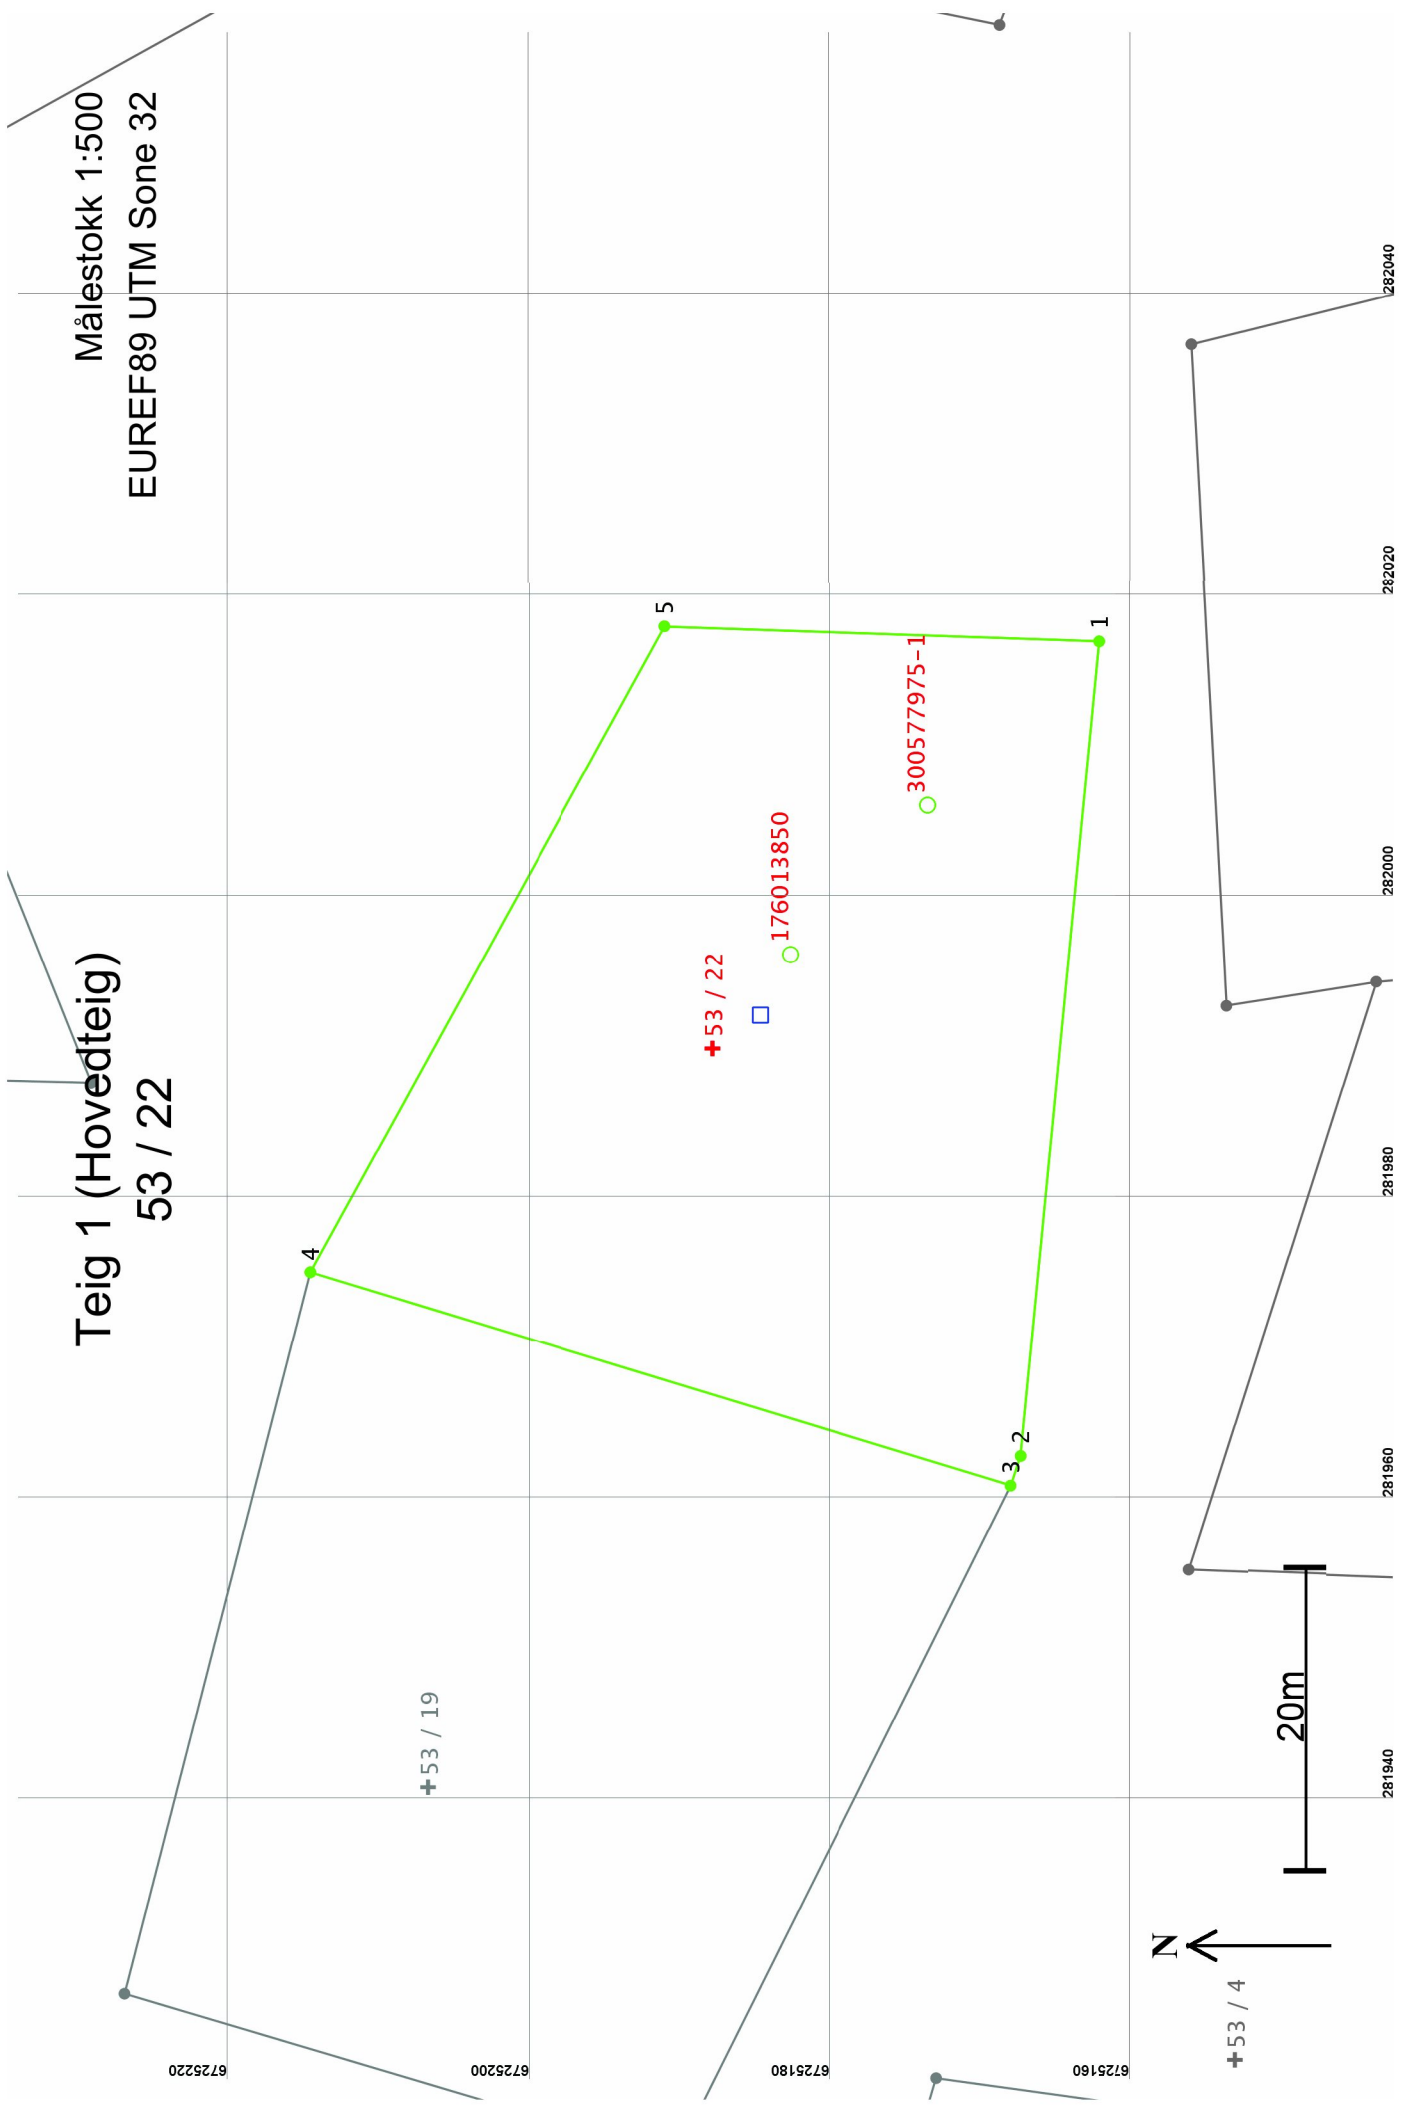 Teig 1 (Hovedteig)
53 / 22
Målestokk 1:500
EUREF89 UTM Sone 32
6725220
6725200
6725180
6725160
4
5
+53 / 22
176013850
300577975-1
1
2
3
+53 / 19
+53 / 4
N
20m
281940
281960
281980
282000
282020
282040